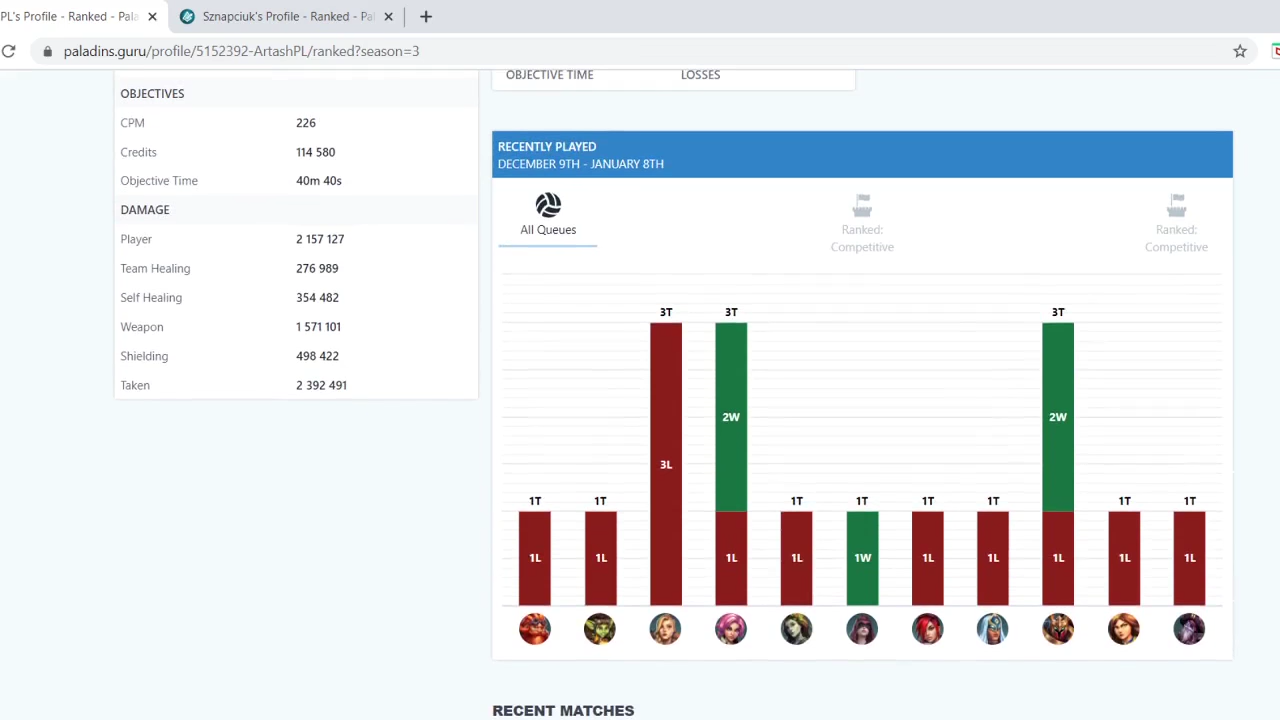 PL's Profile - Ranked - Pala
Sznapciuk's Profile - Ranked - Pal
paladins.guru/profile/5152392-ArtashPL/ranked?season=3
OBJECTIVE TIME LOSSES
OBJECTIVES
CPM 226
Credits 114 580
Objective Time 40m 40s
DAMAGE
Player 2 157 127
Team Healing 276 989
Self Healing 354 482
Weapon 1 571 101
Shielding 498 422
Taken 2 392 491
RECENTLY PLAYED
DECEMBER 9TH - JANUARY 8TH
All Queues
Ranked:
Competitive
Ranked:
Competitive
3T 3T 3T
2W 2W
3L
1T 1T 1T 1T 1T 1T 1T 1T
1L 1L 1L 1L 1W 1L 1L 1L 1L 1L
RECENT MATCHES